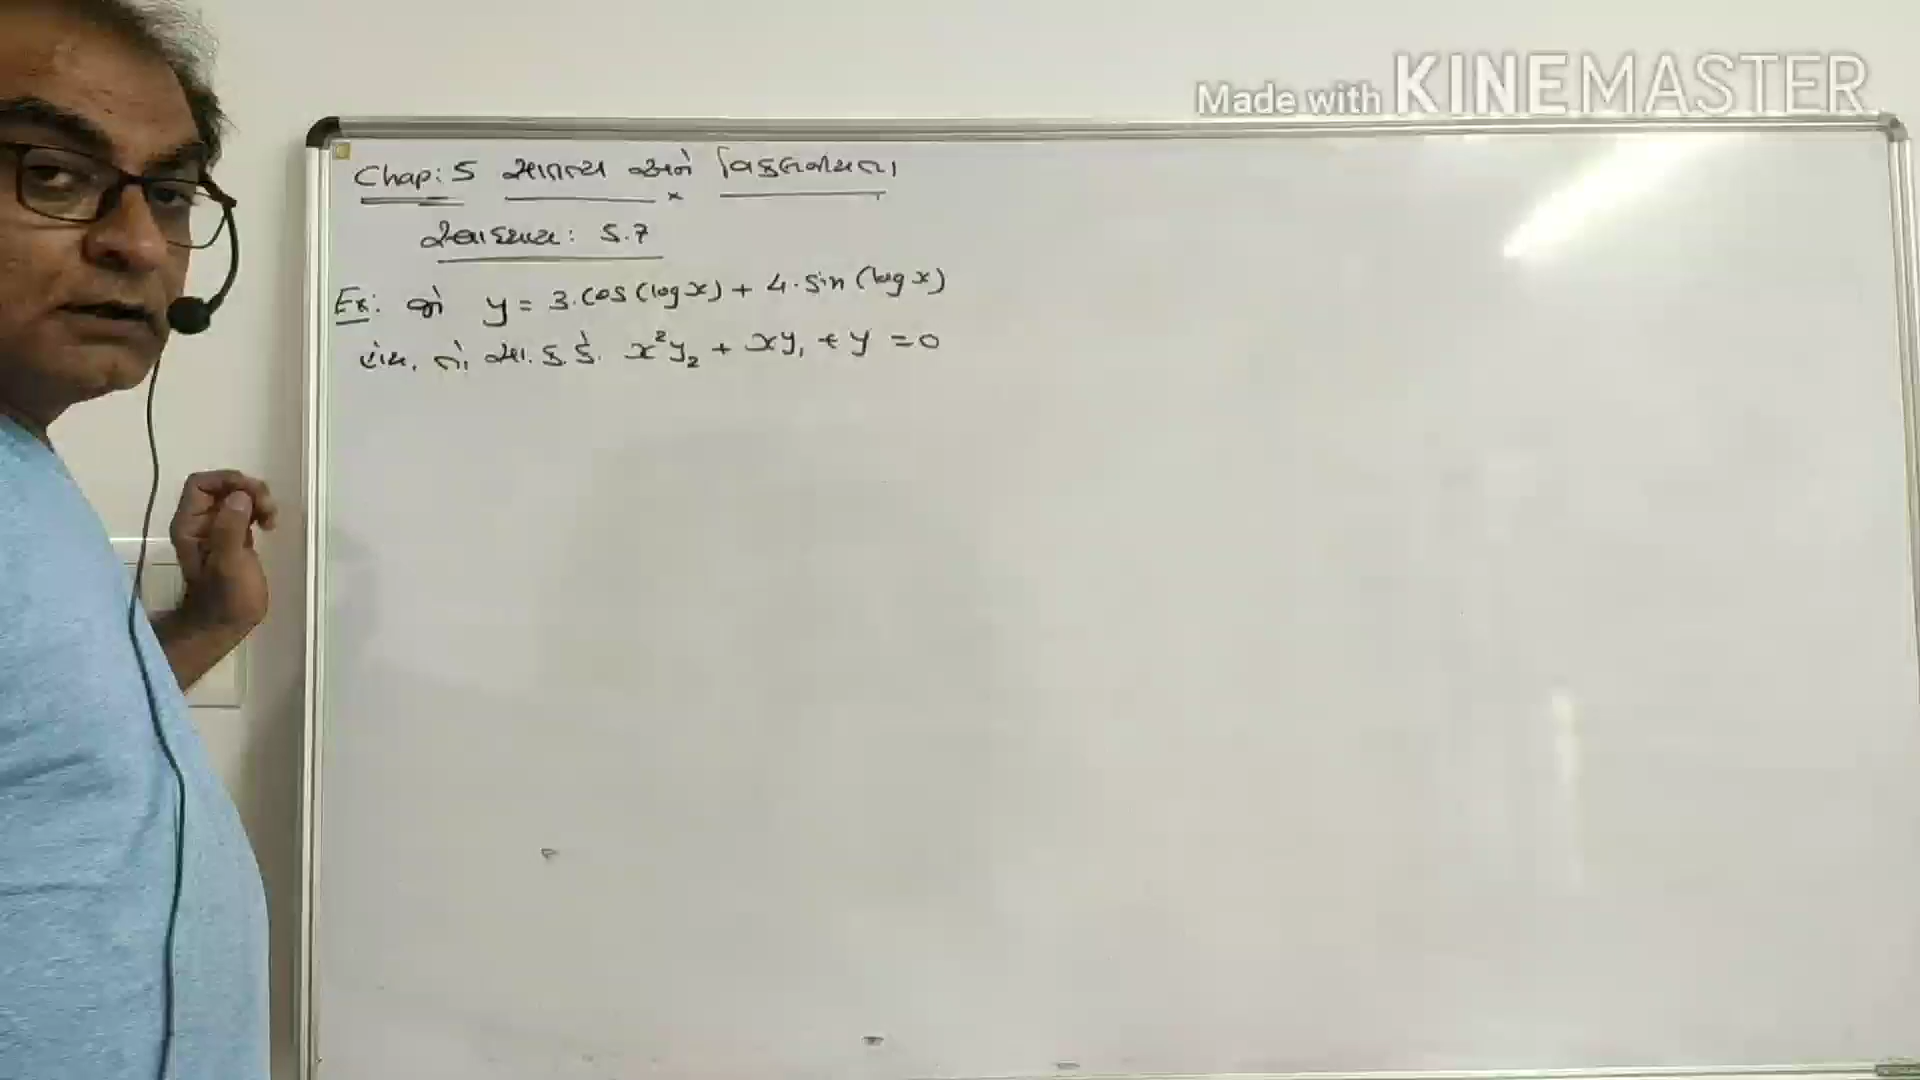 Made with KINEMASTER
Chap: 5 સાતત્ય અને વિકલનીયતા
સ્વાધ્યાય: 5.7
Ex: જો y = 3.cos(log x) + 4.sin(log x)
હોય, તો સા.કે. x²y₂ + xy₁ + y = 0